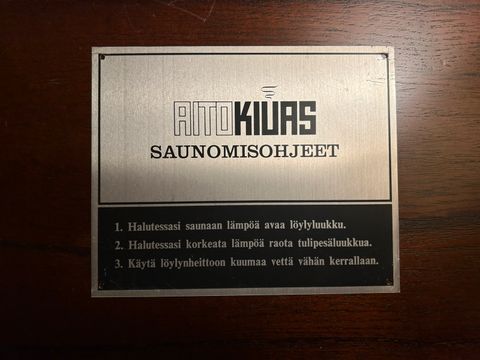 AITOKIUAS
SAUNOMISOHJEET
1. Halutessasi saunaan lämpöä avaa löylyluukku.
2. Halutessasi korkeata lämpöä raota tulipesäluukkua.
3. Käytä löylynheittoon kuumaa vettä vähän kerrallaan.